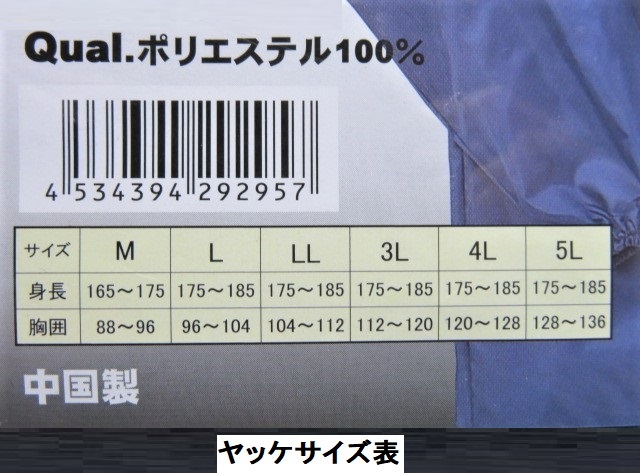 Qual.ポリエステル100%
4 534394 292957
サイズ M L LL 3L 4L 5L
身長 165〜175 175〜185 175〜185 175〜185 175〜185 175〜185
胸囲 88〜96 96〜104 104〜112 112〜120 120〜128 128〜136
中国製
ヤッケサイズ表